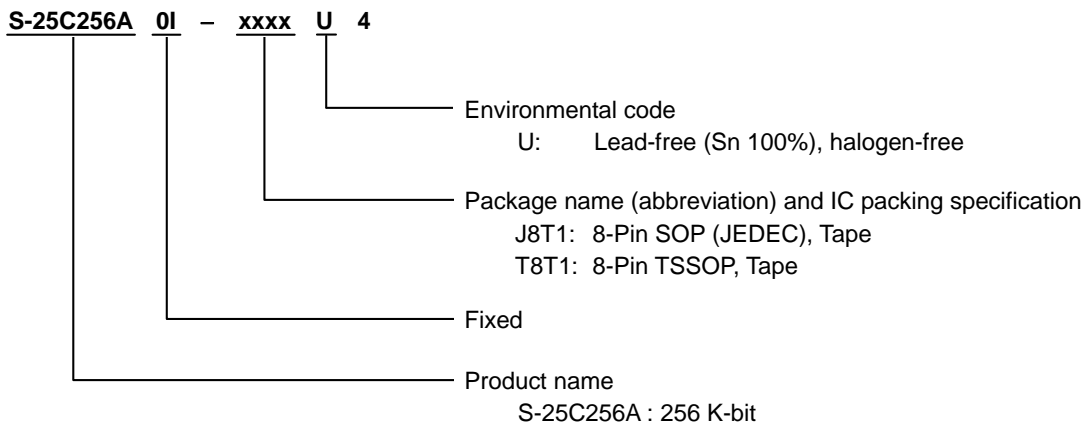 S-25C256A 0I – xxxx U 4
Environmental code
U: Lead-free (Sn 100%), halogen-free
Package name (abbreviation) and IC packing specification
J8T1: 8-Pin SOP (JEDEC), Tape
T8T1: 8-Pin TSSOP, Tape
Fixed
Product name
S-25C256A : 256 K-bit